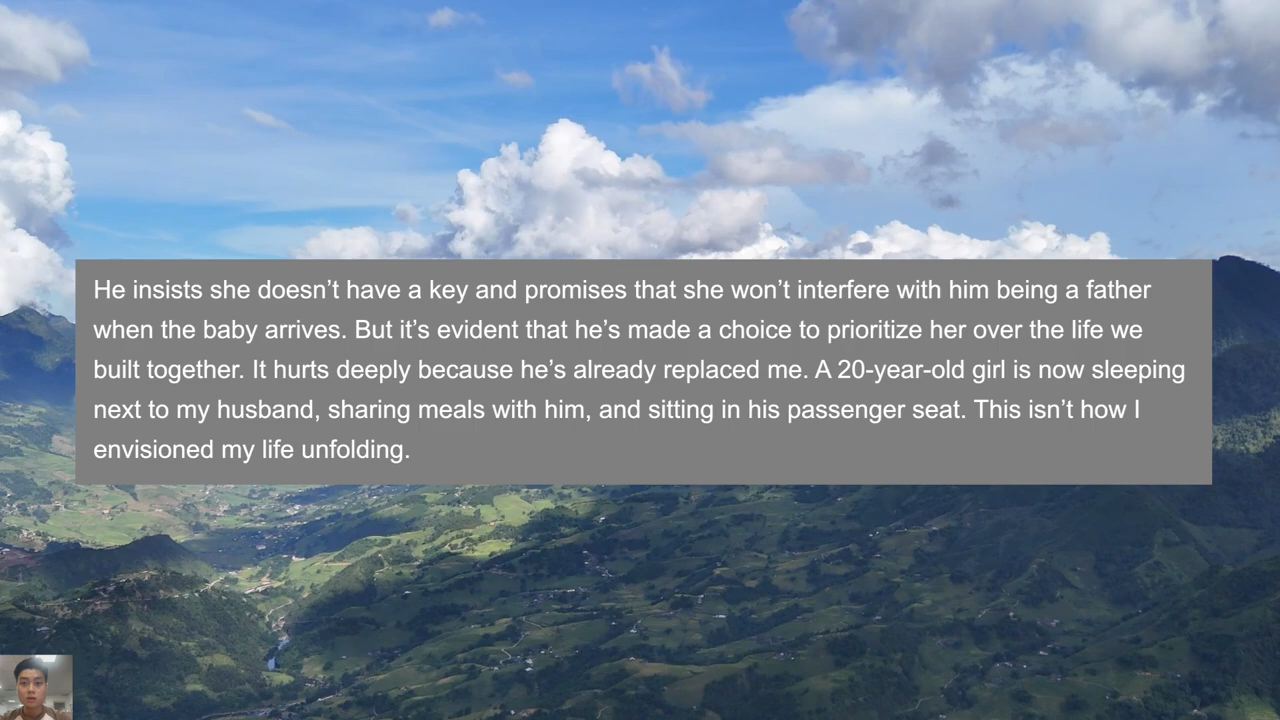 He insists she doesn’t have a key and promises that she won’t interfere with him being a father
when the baby arrives. But it’s evident that he’s made a choice to prioritize her over the life we
built together. It hurts deeply because he’s already replaced me. A 20-year-old girl is now sleeping
next to my husband, sharing meals with him, and sitting in his passenger seat. This isn’t how I
envisioned my life unfolding.